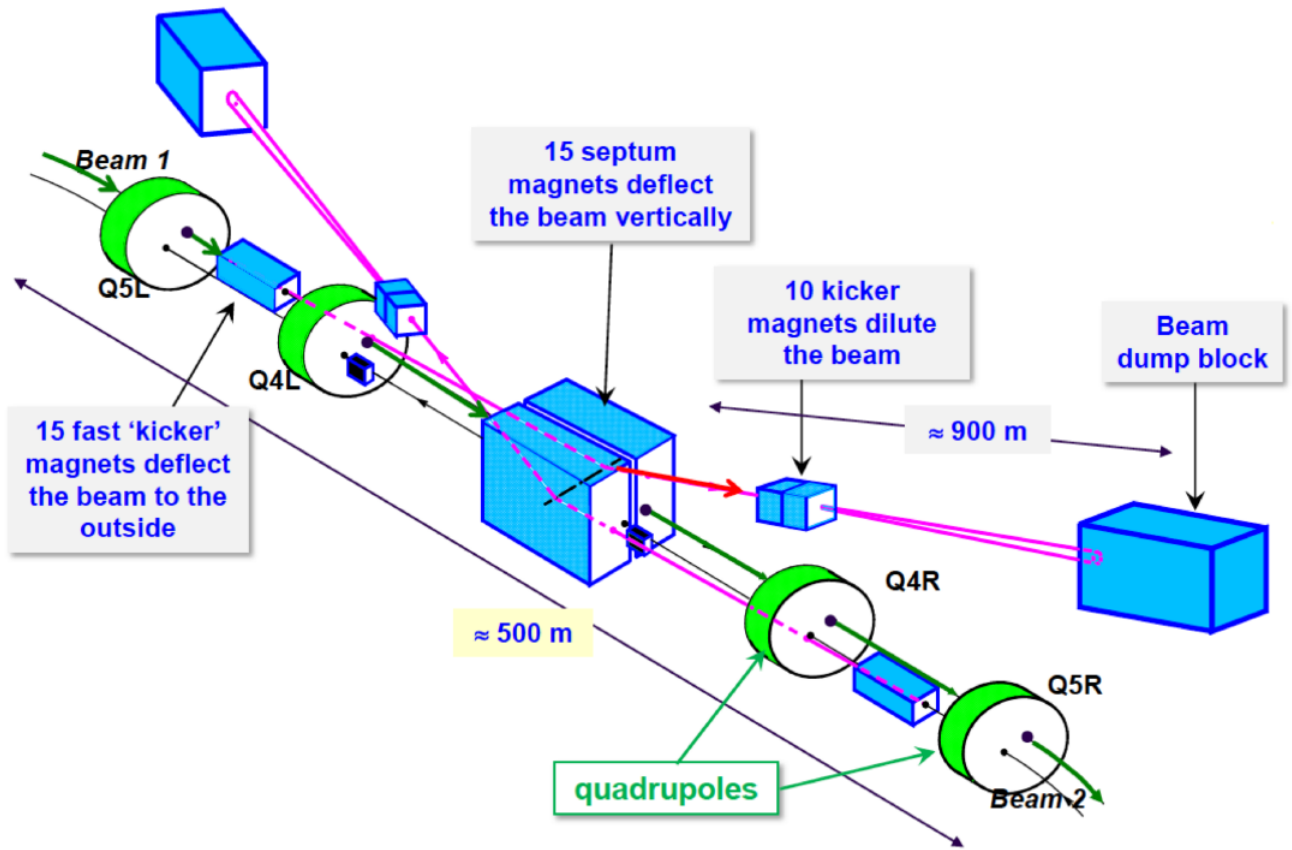 Beam 1
15 septum
magnets deflect
the beam vertically
Q5L
10 kicker
magnets dilute
the beam
Beam
dump block
Q4L
15 fast ‘kicker’
magnets deflect
the beam to the
outside
≈ 900 m
≈ 500 m
Q4R
Q5R
quadrupoles
Beam 2